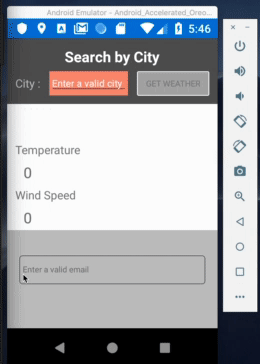 Android Emulator - Android_Accelerated_Oreo...
5:46
Search by City
City :
Enter a valid city
GET WEATHER
Temperature
0
Wind Speed
0
Enter a valid email